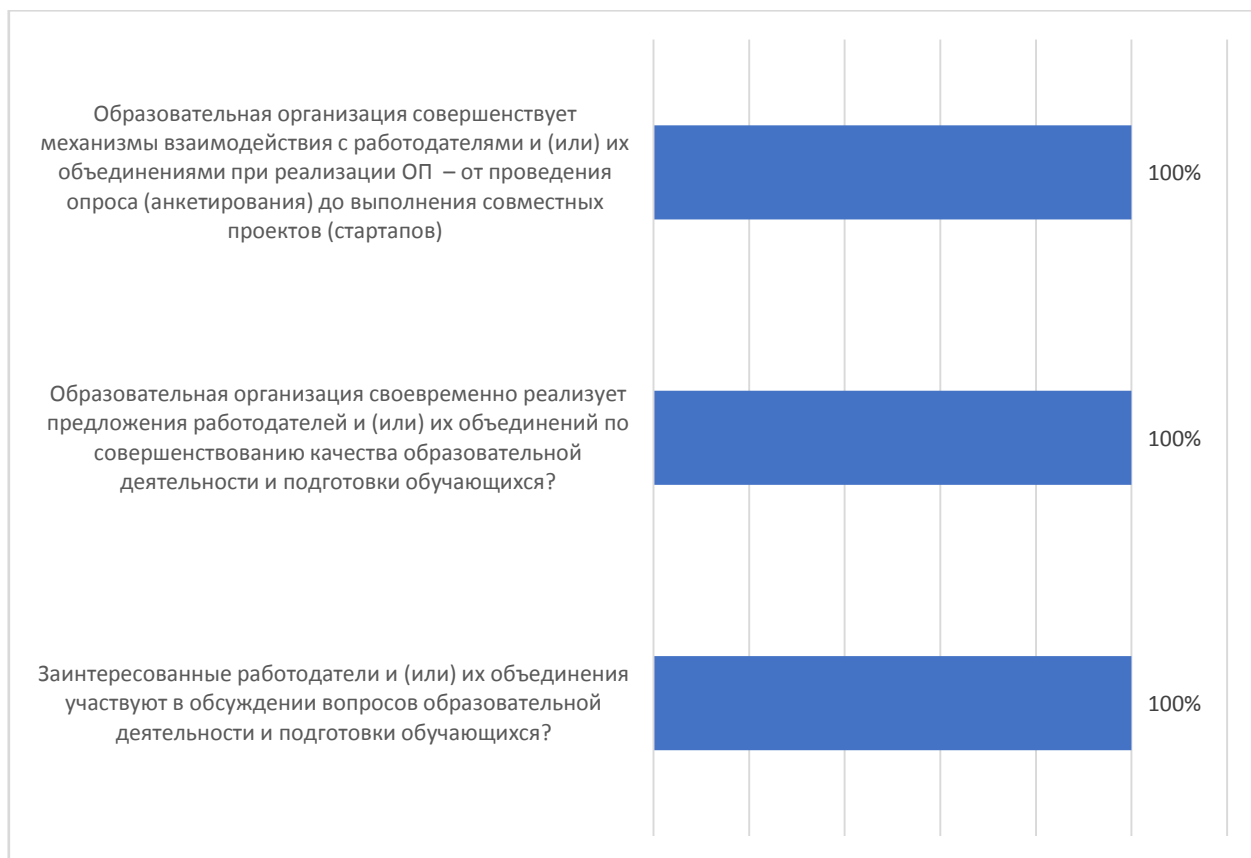 Образовательная организация совершенствует
механизмы взаимодействия с работодателями и (или) их
объединениями при реализации ОП – от проведения
опроса (анкетирования) до выполнения совместных
проектов (стартапов)
100%
Образовательная организация своевременно реализует
предложения работодателей и (или) их объединений по
совершенствованию качества образовательной
деятельности и подготовки обучающихся?
100%
Заинтересованные работодатели и (или) их объединения
участвуют в обсуждении вопросов образовательной
деятельности и подготовки обучающихся?
100%